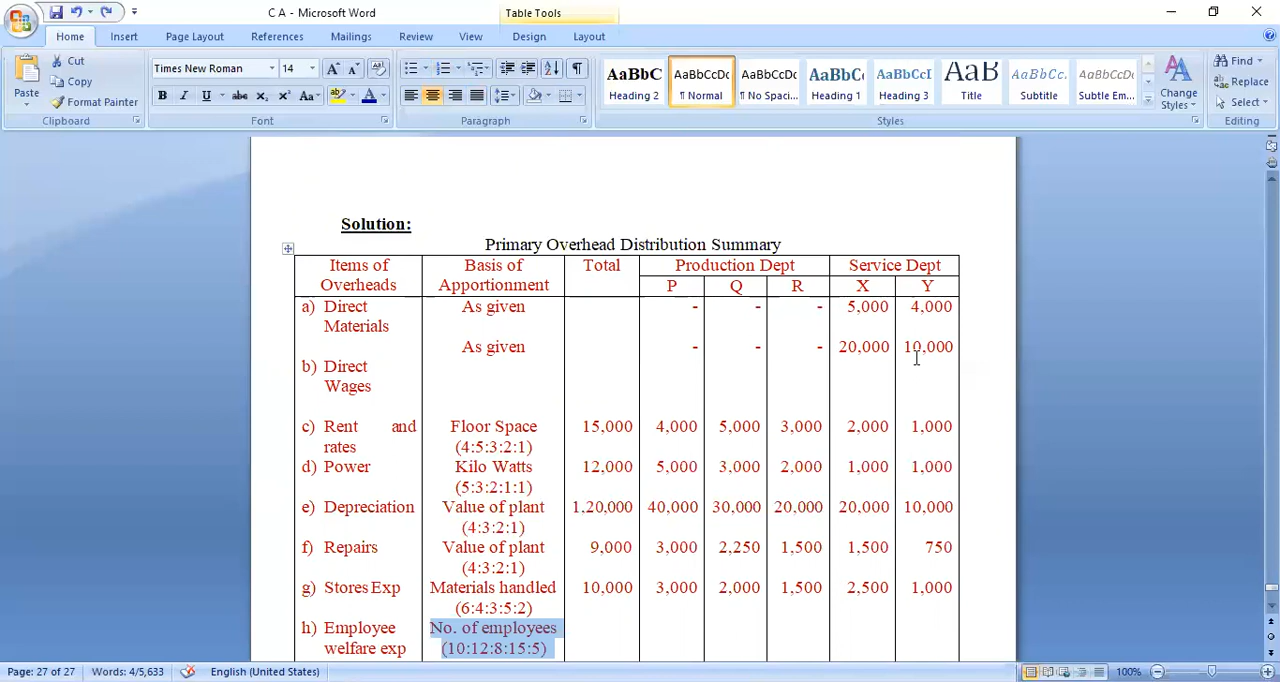 C A - Microsoft Word Table Tools
Home Insert Page Layout References Mailings Review View Design Layout
Paste
Cut
Copy
Format Painter
Clipboard
Times New Roman 14
Font
Paragraph
AaBbC Heading 2
AaBbCcDc ¶ Normal
AaBbCcDc ¶ No Spaci...
AaBbCc Heading 1
AaBbCcI Heading 3
AaB Title
AaBbCc. Subtitle
AaBbCcDc Subtle Em...
Change Styles
Styles
Find
Replace
Select
Editing
Solution:
Primary Overhead Distribution Summary
Items of Overheads Basis of Apportionment Total Production Dept Service Dept
P Q R X Y
a) Direct Materials As given - - - 5,000 4,000
As given - - - 20,000 10,000
b) Direct Wages
c) Rent and rates Floor Space (4:5:3:2:1) 15,000 4,000 5,000 3,000 2,000 1,000
d) Power Kilo Watts (5:3:2:1:1) 12,000 5,000 3,000 2,000 1,000 1,000
e) Depreciation Value of plant (4:3:2:1) 1,20,000 40,000 30,000 20,000 20,000 10,000
f) Repairs Value of plant (4:3:2:1) 9,000 3,000 2,250 1,500 1,500 750
g) Stores Exp Materials handled (6:4:3:5:2) 10,000 3,000 2,000 1,500 2,500 1,000
h) Employee welfare exp No. of employees (10:12:8:15:5)
Page: 27 of 27 Words: 4/5,633 English (United States) 100%